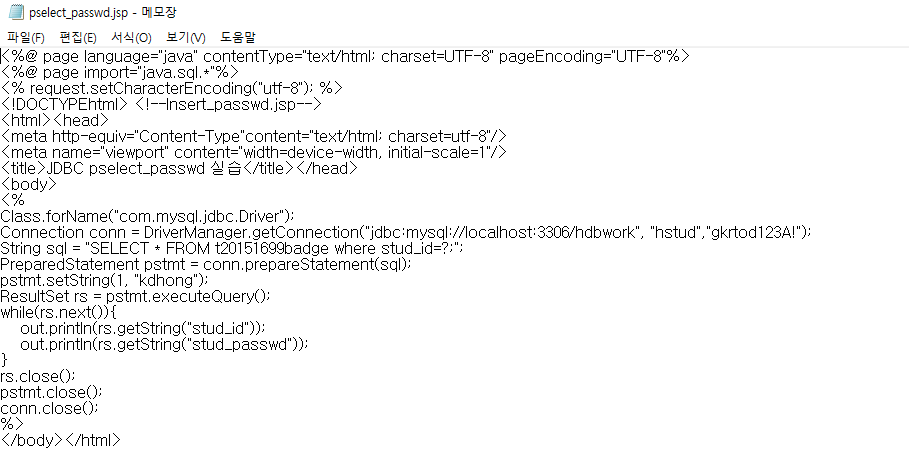 pselect_passwd.jsp - 메모장
파일(F) 편집(E) 서식(O) 보기(V) 도움말
<%@ page language="java" contentType="text/html; charset=UTF-8" pageEncoding="UTF-8"%>
<%@ page import="java.sql.*"%>
<% request.setCharacterEncoding("utf-8"); %>
<!DOCTYPEhtml> <!--Insert_passwd.jsp-->
<html><head>
<meta http-equiv="Content-Type"content="text/html; charset=utf-8"/>
<meta name="viewport" content="width=device-width, initial-scale=1"/>
<title>JDBC pselect_passwd 실습</title></head>
<body>
<%
Class.forName("com.mysql.jdbc.Driver");
Connection conn = DriverManager.getConnection("jdbc:mysql://localhost:3306/hdbwork", "hstud","gkrtod123A!");
String sql = "SELECT * FROM t20151699badge where stud_id=?;";
PreparedStatement pstmt = conn.prepareStatement(sql);
pstmt.setString(1, "kdhong");
ResultSet rs = pstmt.executeQuery();
while(rs.next()){
    out.println(rs.getString("stud_id"));
    out.println(rs.getString("stud_passwd"));
}
rs.close();
pstmt.close();
conn.close();
%>
</body></html>